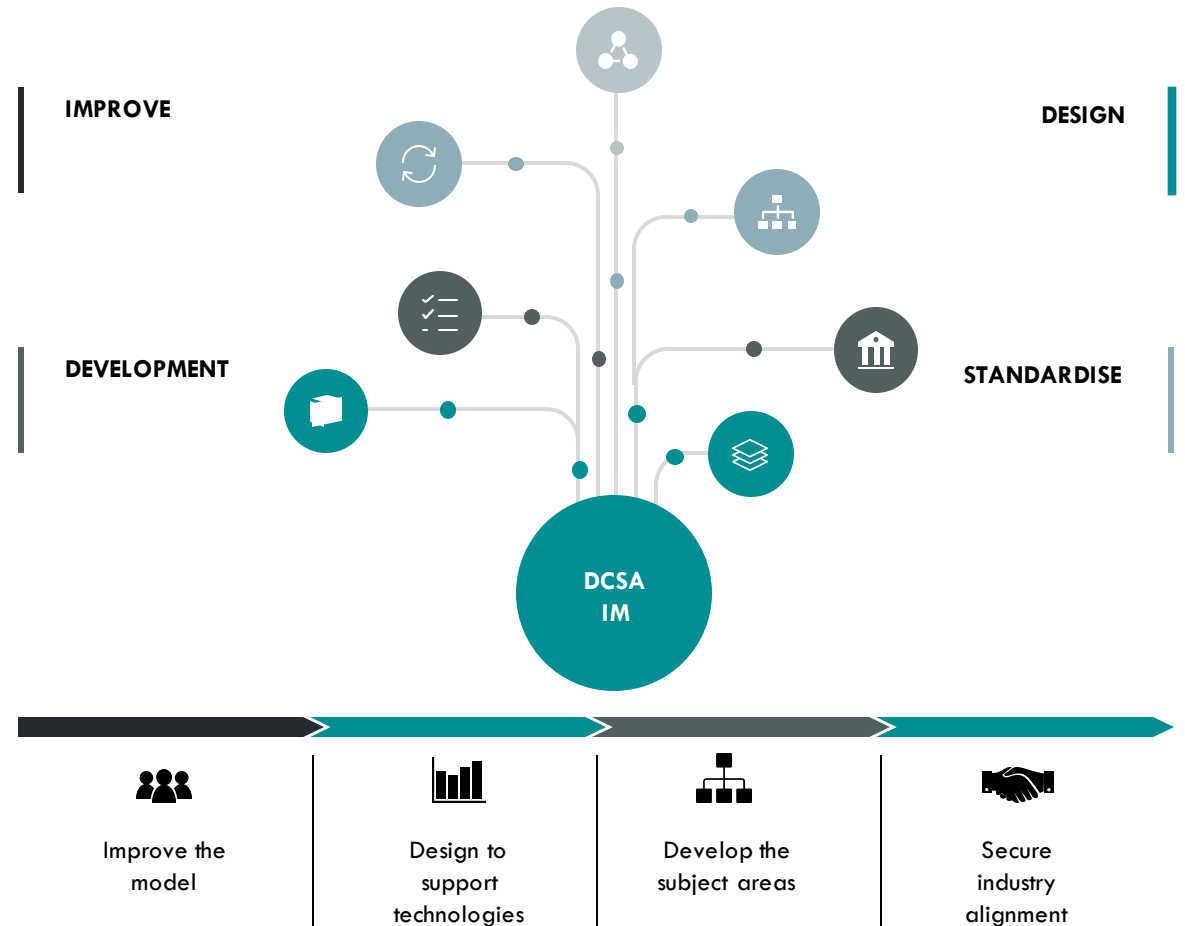 IMPROVE
DESIGN
DEVELOPMENT
STANDARDISE
DCSA
IM
Improve the
model
Design to
support
technologies
Develop the
subject areas
Secure
industry
alignment